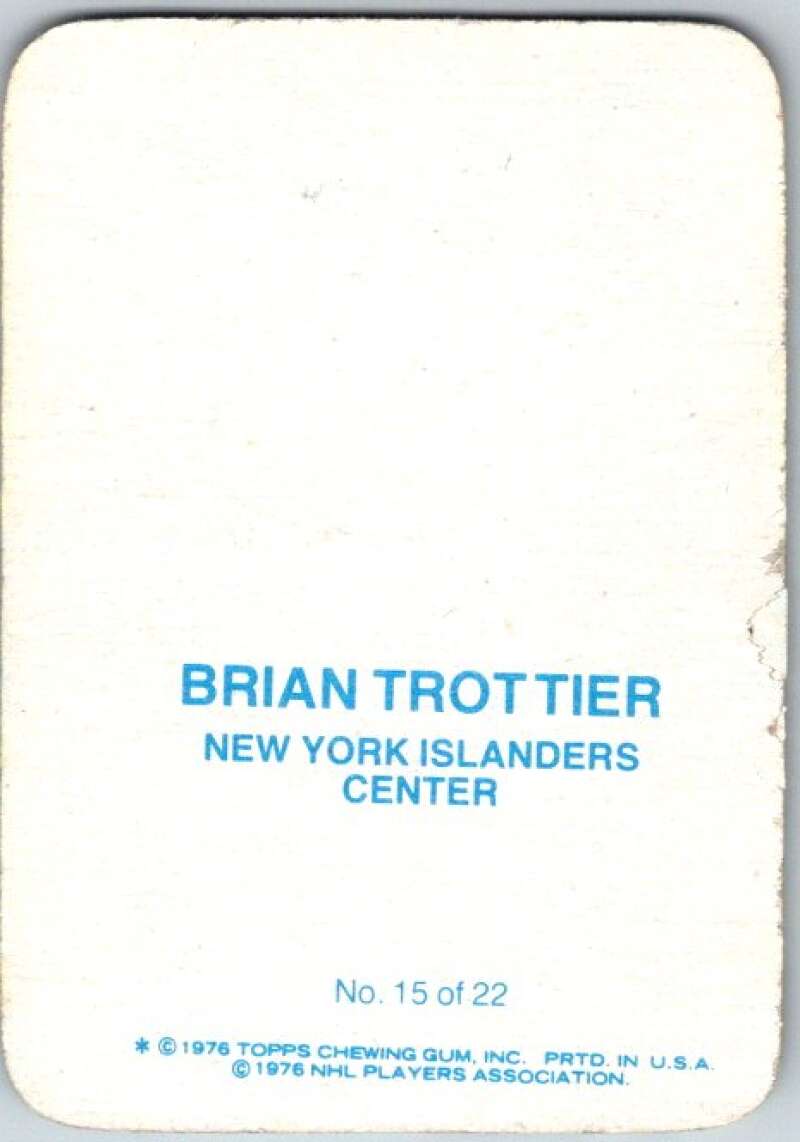 BRIAN TROTTIER
NEW YORK ISLANDERS
CENTER
No. 15 of 22
* © 1976 TOPPS CHEWING GUM, INC. PRTD. IN U.S.A.
© 1976 NHL PLAYERS ASSOCIATION.